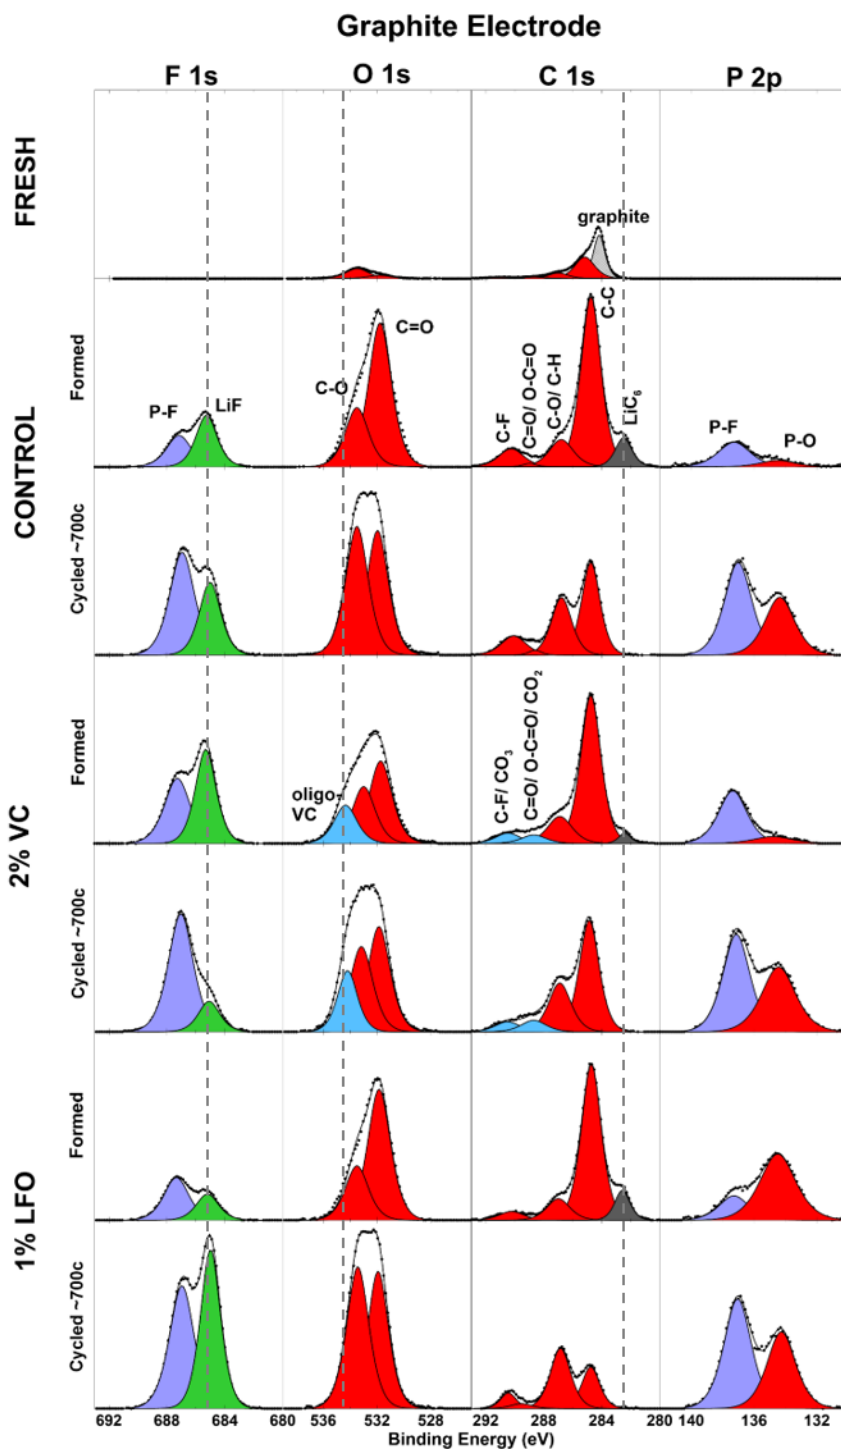 Graphite Electrode
F 1s O 1s C 1s P 2p
FRESH
graphite
CONTROL
Formed
P-F
LiF
C-O
C=O
C-F
C=O/ O-C=O
C-O/ C-H
C-C
LiC6
P-F
P-O
Cycled ~700c
2% VC
Formed
oligo-
VC
C-F/ CO3
C=O/ O-C=O/ CO2
Cycled ~700c
1% LFO
Formed
Cycled ~700c
692 688 684 680 536 532 528 292 288 284 280 140 136 132
Binding Energy (eV)